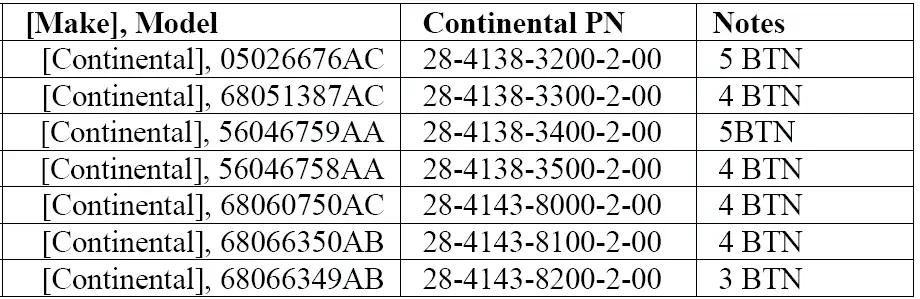 [Make], Model Continental PN Notes
[Continental], 05026676AC 28-4138-3200-2-00 5 BTN
[Continental], 68051387AC 28-4138-3300-2-00 4 BTN
[Continental], 56046759AA 28-4138-3400-2-00 5BTN
[Continental], 56046758AA 28-4138-3500-2-00 4 BTN
[Continental], 68060750AC 28-4143-8000-2-00 4 BTN
[Continental], 68066350AB 28-4143-8100-2-00 4 BTN
[Continental], 68066349AB 28-4143-8200-2-00 3 BTN